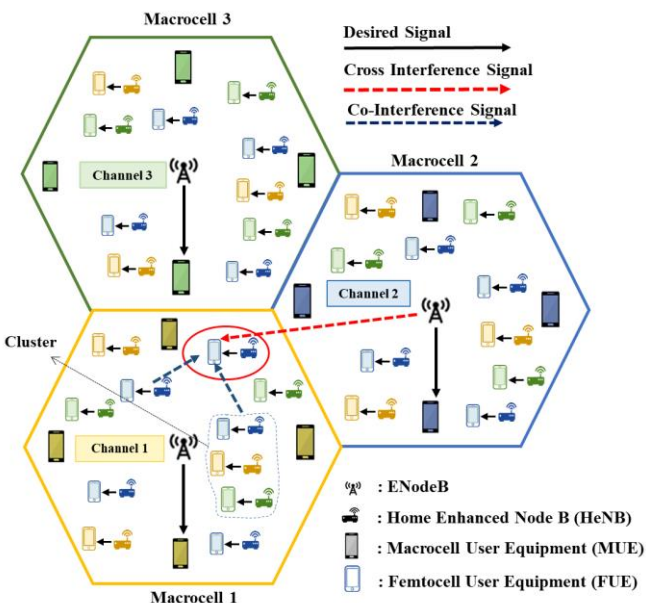 Macrocell 3
Desired Signal
Cross Interference Signal
Co-Interference Signal
Channel 3
Macrocell 2
Channel 2
Cluster
Channel 1
: ENodeB
: Home Enhanced Node B (HeNB)
: Macrocell User Equipment (MUE)
: Femtocell User Equipment (FUE)
Macrocell 1